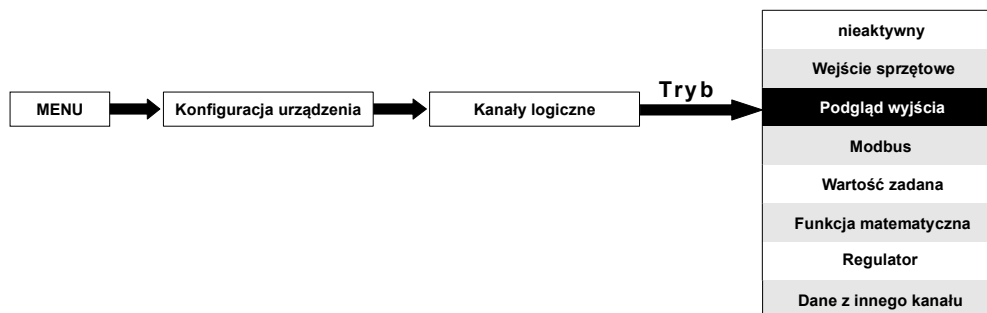 MENU
Konfiguracja urządzenia
Kanały logiczne
Tryb
nieaktywny
Wejście sprzętowe
Podgląd wyjścia
Modbus
Wartość zadana
Funkcja matematyczna
Regulator
Dane z innego kanału